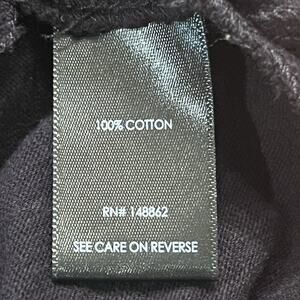 100% COTTON
RN# 148862
SEE CARE ON REVERSE